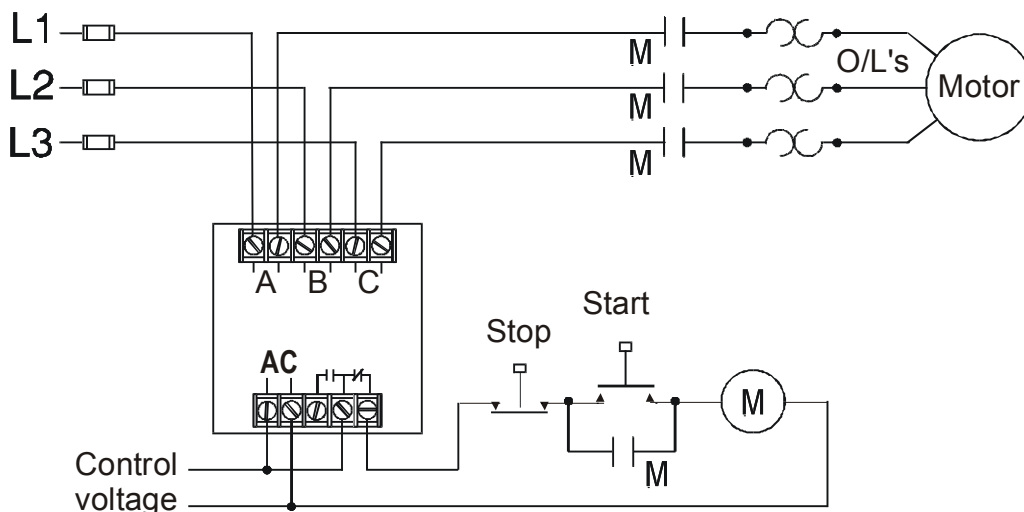 L1
M
L2
M
O/L's
Motor
L3
M
A B C
Start
Stop
AC
M
Control
voltage
M